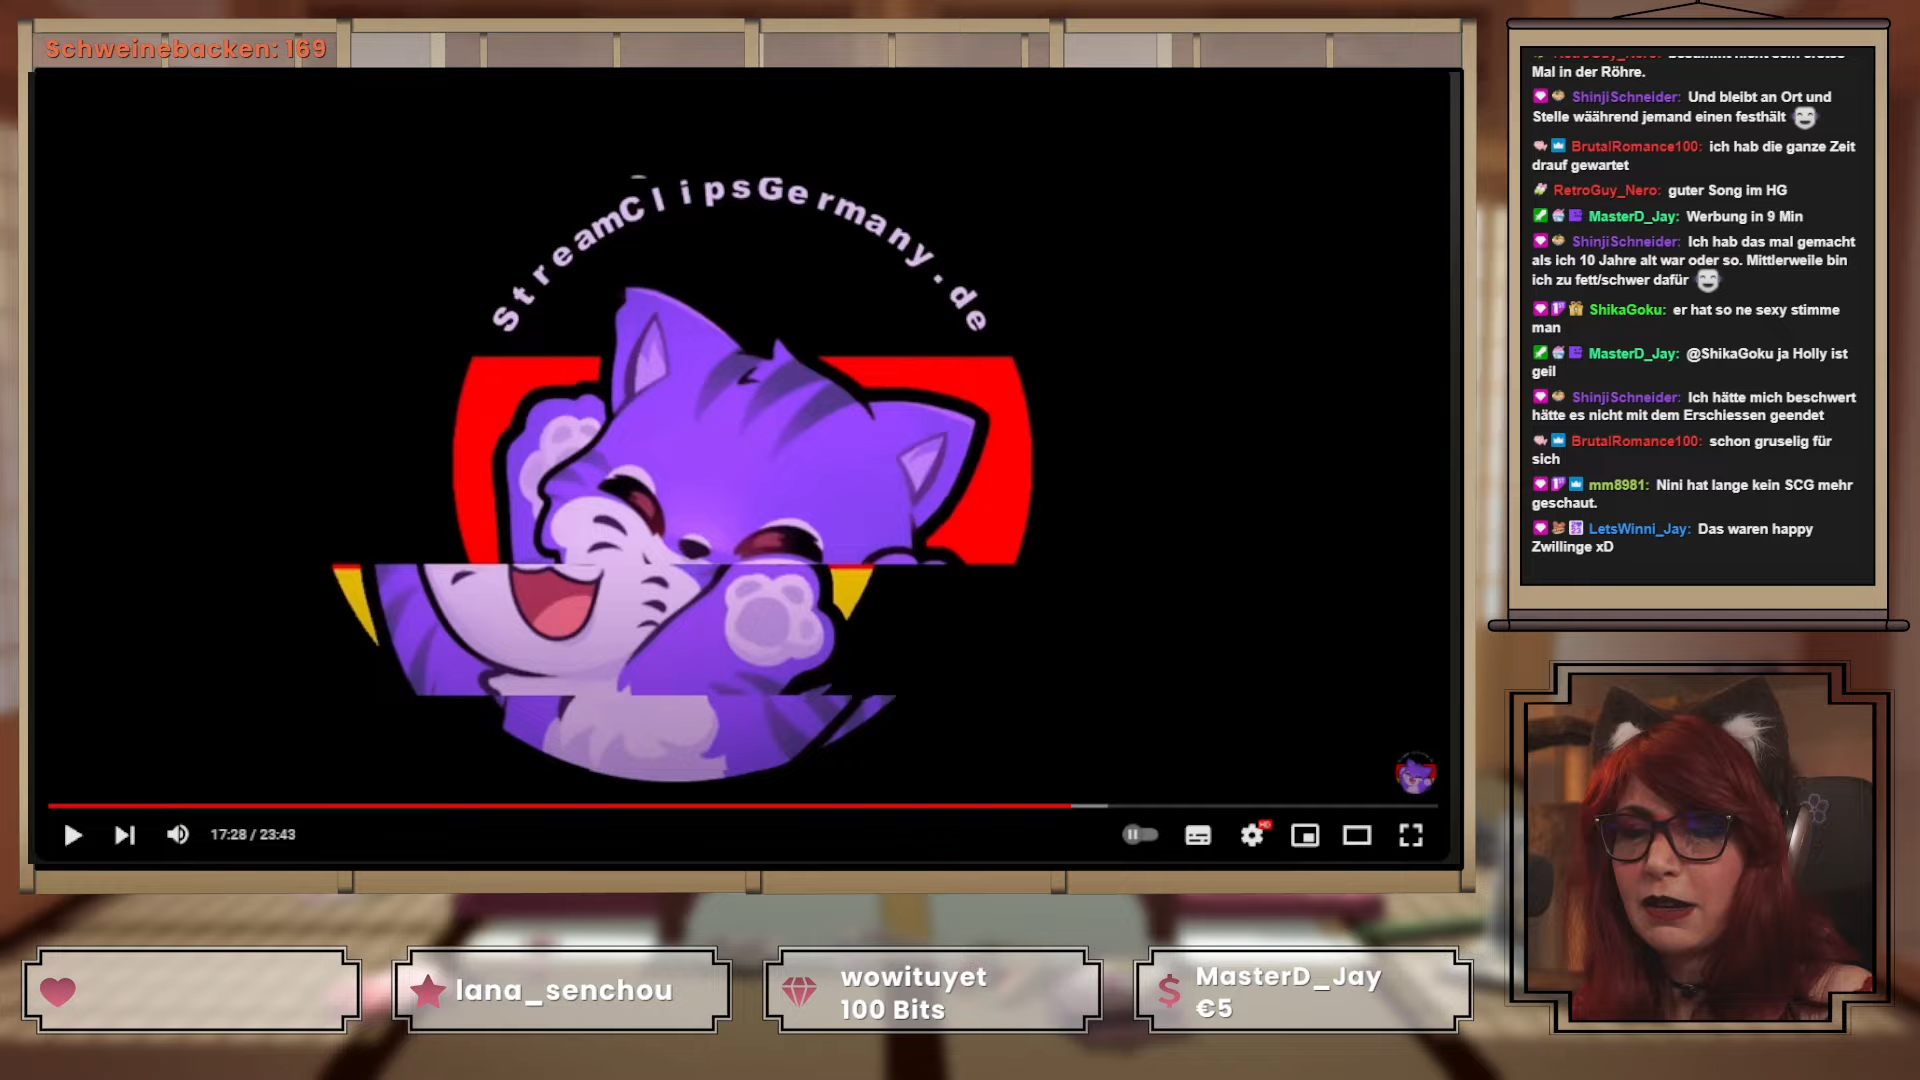 Schweinebacken: 169
StreamClipsGermany.de
17:28 / 23:43
HD
Mal in der Röhre.
ShinjiSchneider: Und bleibt an Ort und
Stelle wäährend jemand einen festhält
BrutalRomance100: ich hab die ganze Zeit
drauf gewartet
RetroGuy_Nero: guter Song im HG
MasterD_Jay: Werbung in 9 Min
ShinjiSchneider: Ich hab das mal gemacht
als ich 10 Jahre alt war oder so. Mittlerweile bin
ich zu fett/schwer dafür
ShikaGoku: er hat so ne sexy stimme
man
MasterD_Jay: @ShikaGoku ja Holly ist
geil
ShinjiSchneider: Ich hätte mich beschwert
hätte es nicht mit dem Erschiessen geendet
BrutalRomance100: schon gruselig für
sich
mm8981: Nini hat lange kein SCG mehr
geschaut.
LetsWinni_Jay: Das waren happy
Zwillinge xD
lana_senchou
wowituyet
100 Bits
MasterD_Jay
€5